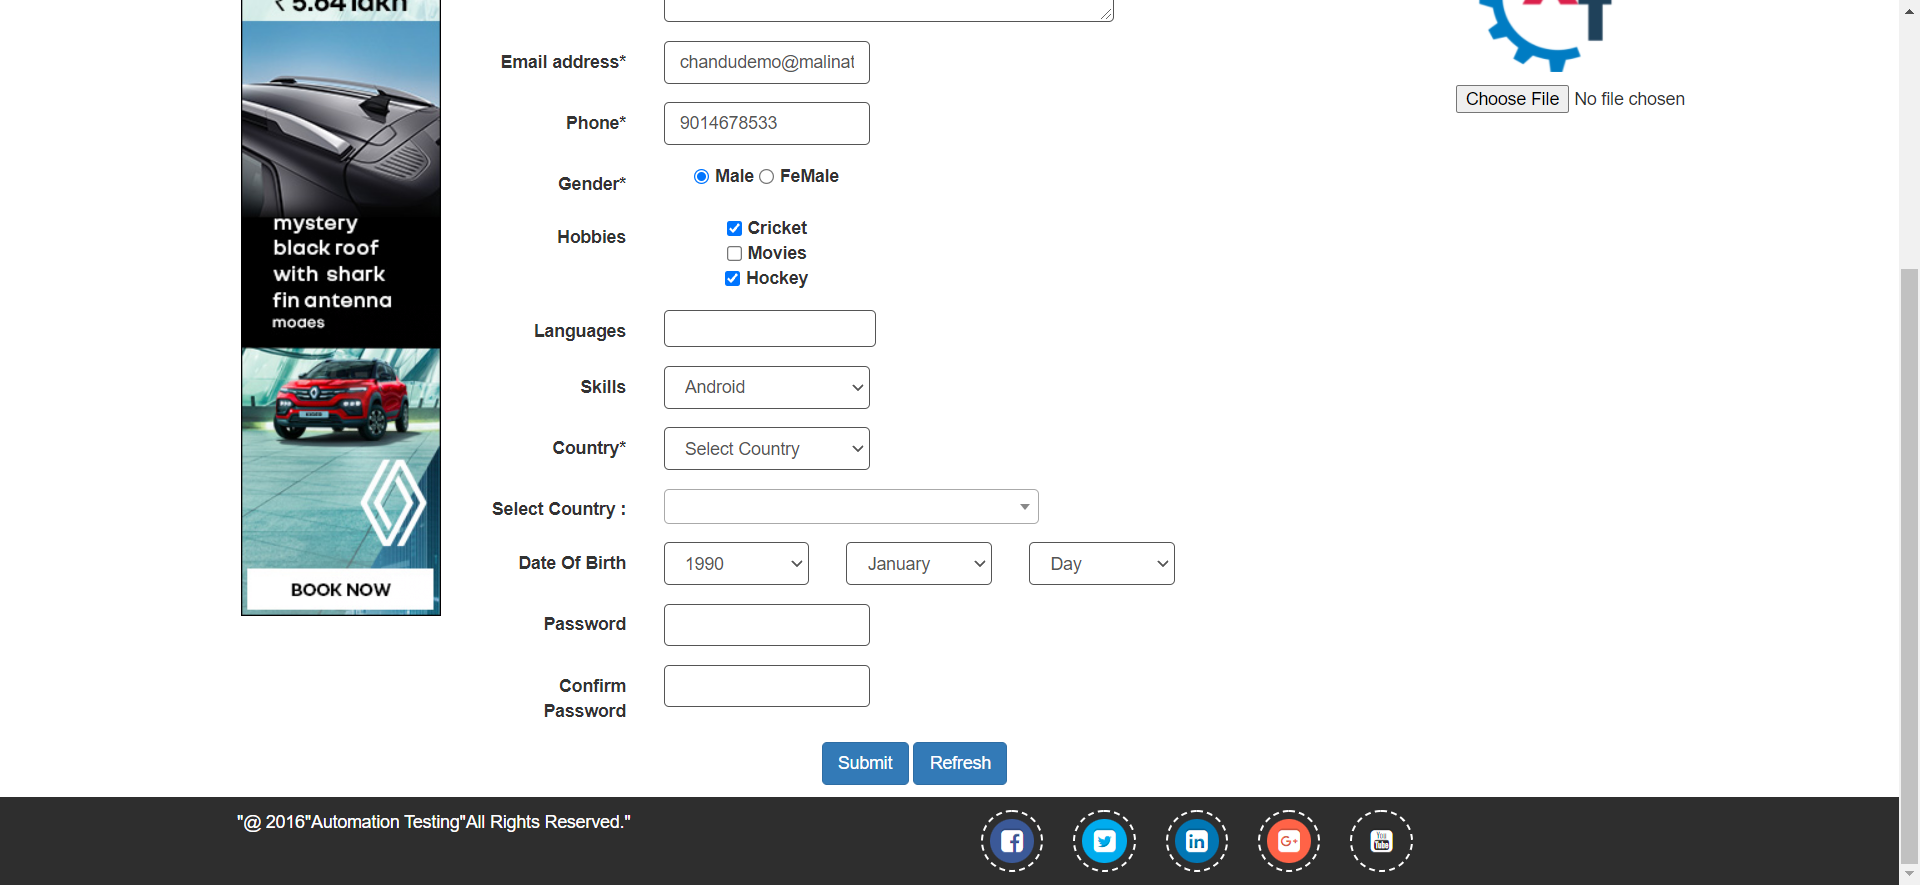 ₹ 5.64 lakh
mystery
black roof
with shark
fin antenna
modes
BOOK NOW
Email address*
chandudemo@malinat
Phone*
9014678533
Gender*
Male FeMale
Hobbies
Cricket
Movies
Hockey
Languages
Skills
Android
Country*
Select Country
Select Country :
Date Of Birth
1990 January Day
Password
Confirm
Password
Submit Refresh
Choose File No file chosen
"@ 2016"Automation Testing"All Rights Reserved."
You
Tube